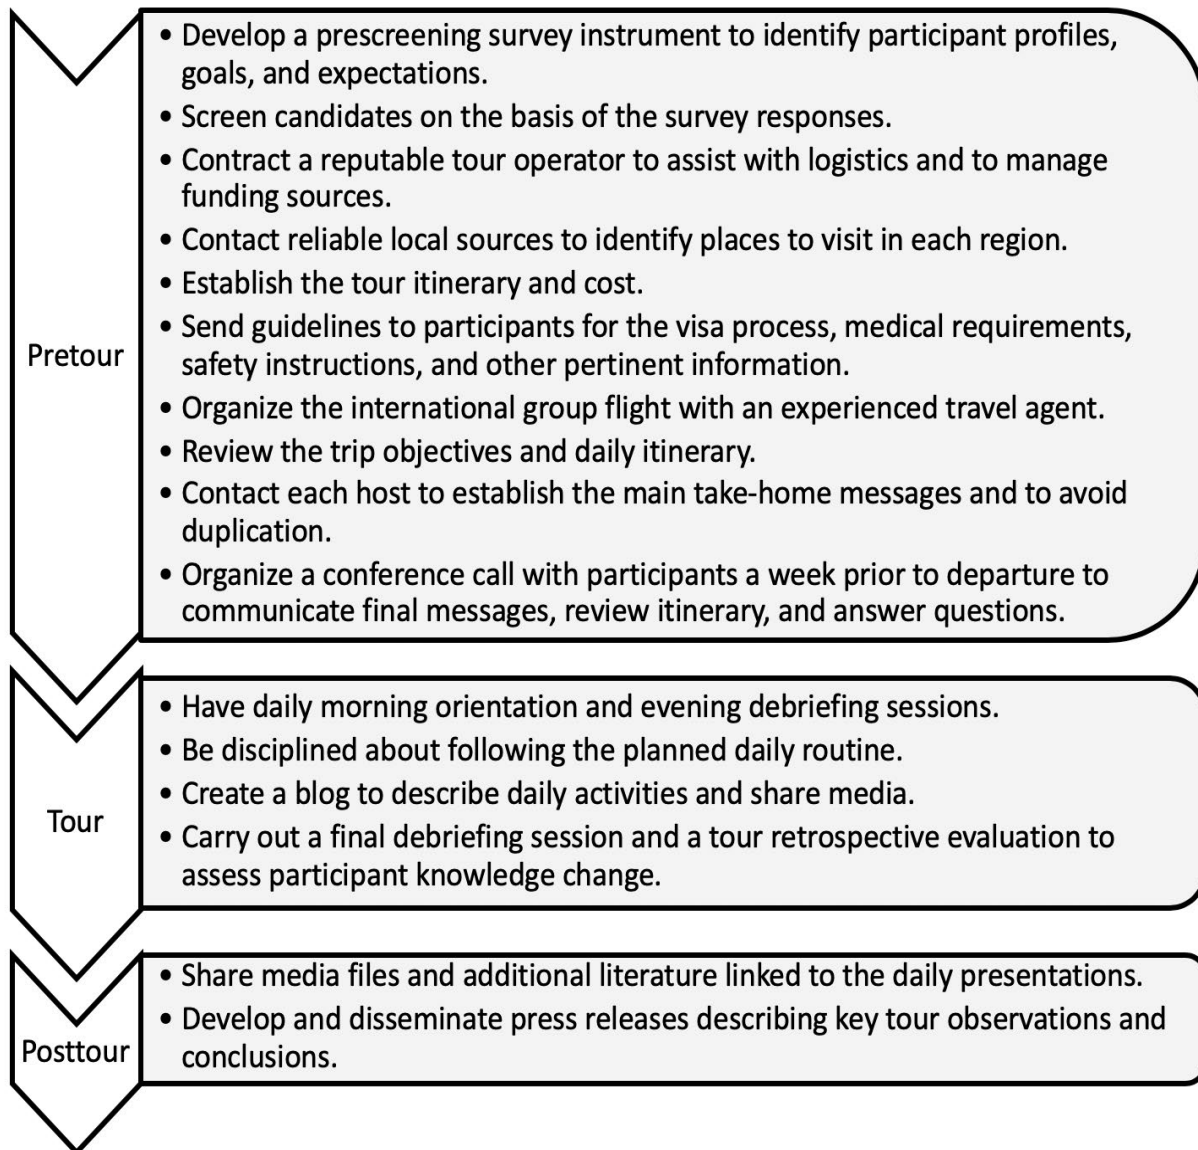 Pretour
• Develop a prescreening survey instrument to identify participant profiles,
goals, and expectations.
• Screen candidates on the basis of the survey responses.
• Contract a reputable tour operator to assist with logistics and to manage
funding sources.
• Contact reliable local sources to identify places to visit in each region.
• Establish the tour itinerary and cost.
• Send guidelines to participants for the visa process, medical requirements,
safety instructions, and other pertinent information.
• Organize the international group flight with an experienced travel agent.
• Review the trip objectives and daily itinerary.
• Contact each host to establish the main take-home messages and to avoid
duplication.
• Organize a conference call with participants a week prior to departure to
communicate final messages, review itinerary, and answer questions.
Tour
• Have daily morning orientation and evening debriefing sessions.
• Be disciplined about following the planned daily routine.
• Create a blog to describe daily activities and share media.
• Carry out a final debriefing session and a tour retrospective evaluation to
assess participant knowledge change.
Posttour
• Share media files and additional literature linked to the daily presentations.
• Develop and disseminate press releases describing key tour observations and
conclusions.